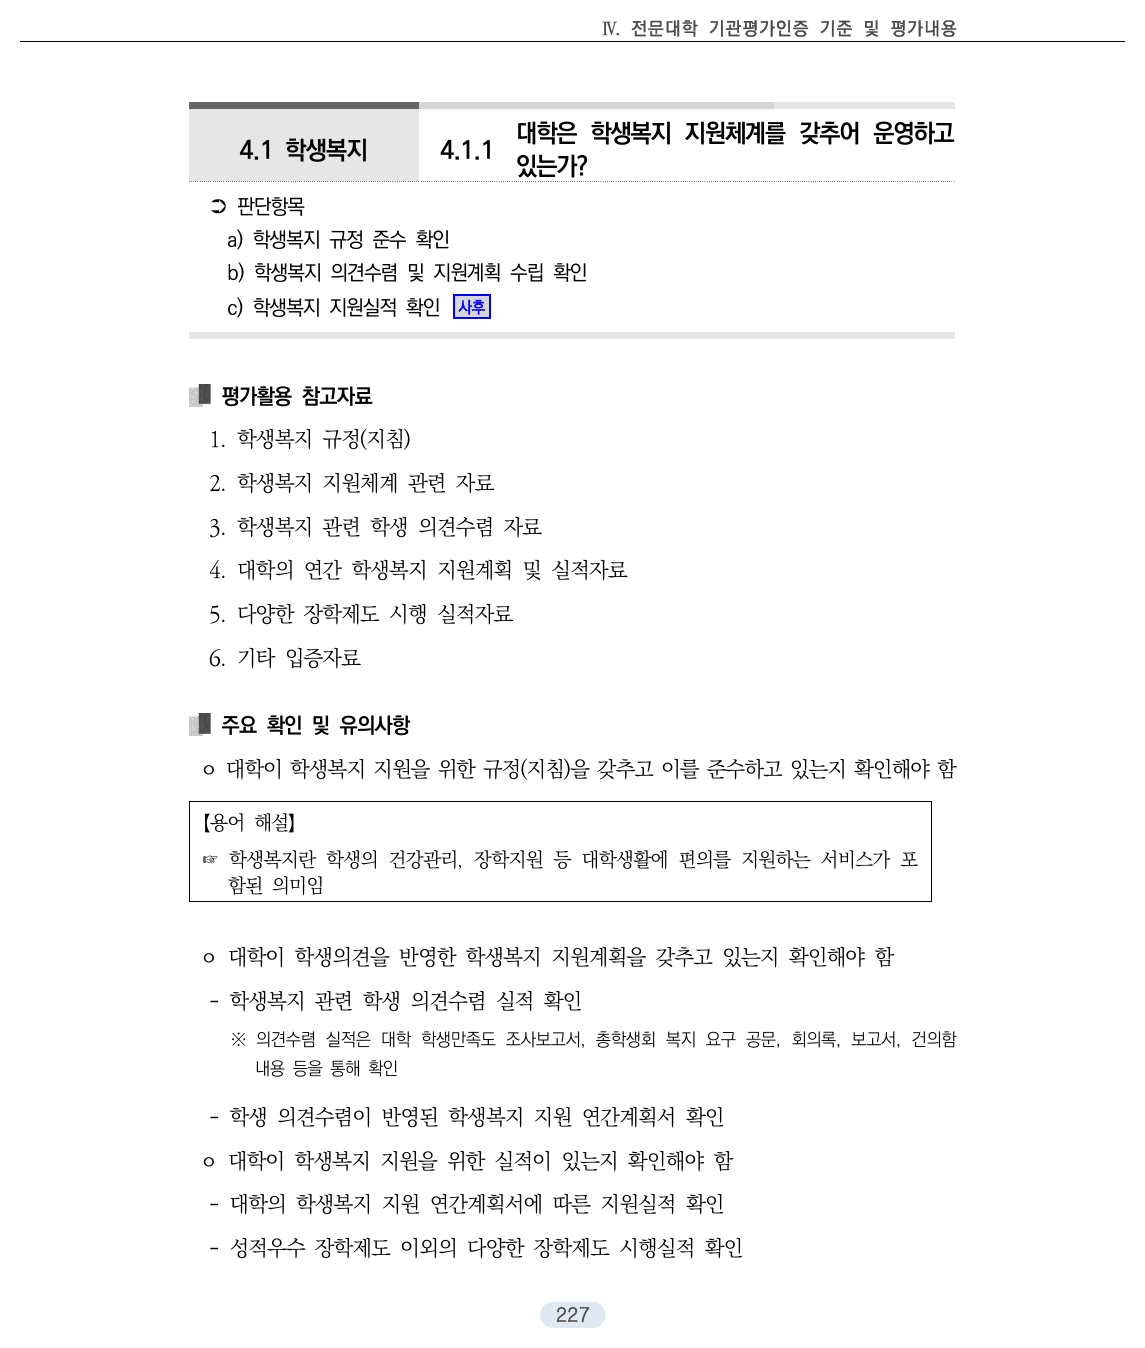 Ⅳ. 전문대학 기관평가인증 기준 및 평가내용
4.1 학생복지
4.1.1
대학은 학생복지 지원체계를 갖추어 운영하고
있는가?
➲ 판단항목
a) 학생복지 규정 준수 확인
b) 학생복지 의견수렴 및 지원계획 수립 확인
c) 학생복지 지원실적 확인 사후
평가활용 참고자료
1. 학생복지 규정(지침)
2. 학생복지 지원체계 관련 자료
3. 학생복지 관련 학생 의견수렴 자료
4. 대학의 연간 학생복지 지원계획 및 실적자료
5. 다양한 장학제도 시행 실적자료
6. 기타 입증자료
주요 확인 및 유의사항
ㅇ 대학이 학생복지 지원을 위한 규정(지침)을 갖추고 이를 준수하고 있는지 확인해야 함
【용어 해설】
☞ 학생복지란 학생의 건강관리, 장학지원 등 대학생활에 편의를 지원하는 서비스가 포
함된 의미임
ㅇ 대학이 학생의견을 반영한 학생복지 지원계획을 갖추고 있는지 확인해야 함
- 학생복지 관련 학생 의견수렴 실적 확인
※ 의견수렴 실적은 대학 학생만족도 조사보고서, 총학생회 복지 요구 공문, 회의록, 보고서, 건의함
내용 등을 통해 확인
- 학생 의견수렴이 반영된 학생복지 지원 연간계획서 확인
ㅇ 대학이 학생복지 지원을 위한 실적이 있는지 확인해야 함
- 대학의 학생복지 지원 연간계획서에 따른 지원실적 확인
- 성적우수 장학제도 이외의 다양한 장학제도 시행실적 확인
227